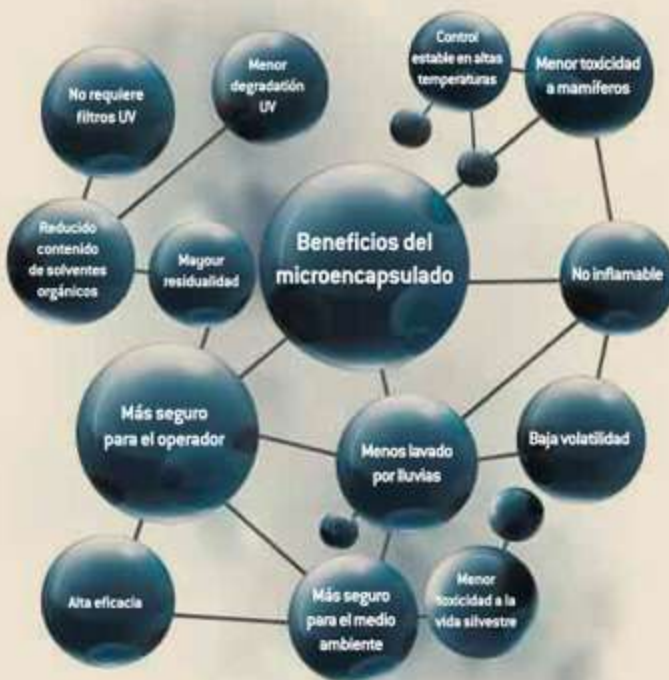 Control
estable en altas
temperaturas
Menor
degradatión
UV
No requiere
filtros UV
Menor toxicidad
a mamíferos
Reducido
contenido
de solventes
orgánicos
Mayour
residualidad
Beneficios del
microencapsulado
No inflamable
Más seguro
para el operador
Menos lavado
por lluvias
Baja volatilidad
Alta eficacia
Más seguro
para el medio
ambiente
Menor
toxicidad a la
vida silvestre